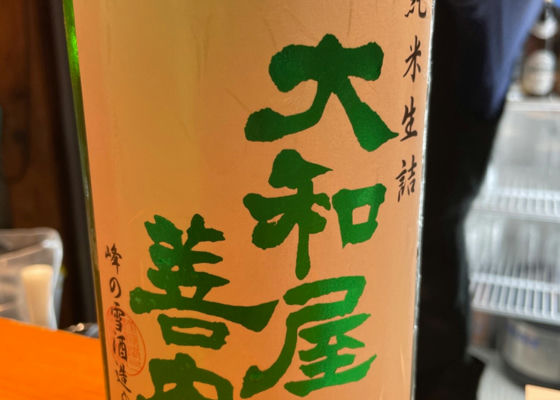 純米生詰
大和屋
善内
峰の雪酒造